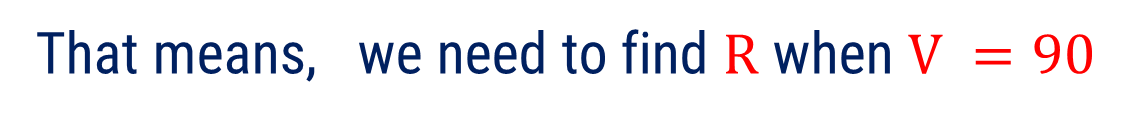 That means, we need to find R when V = 90